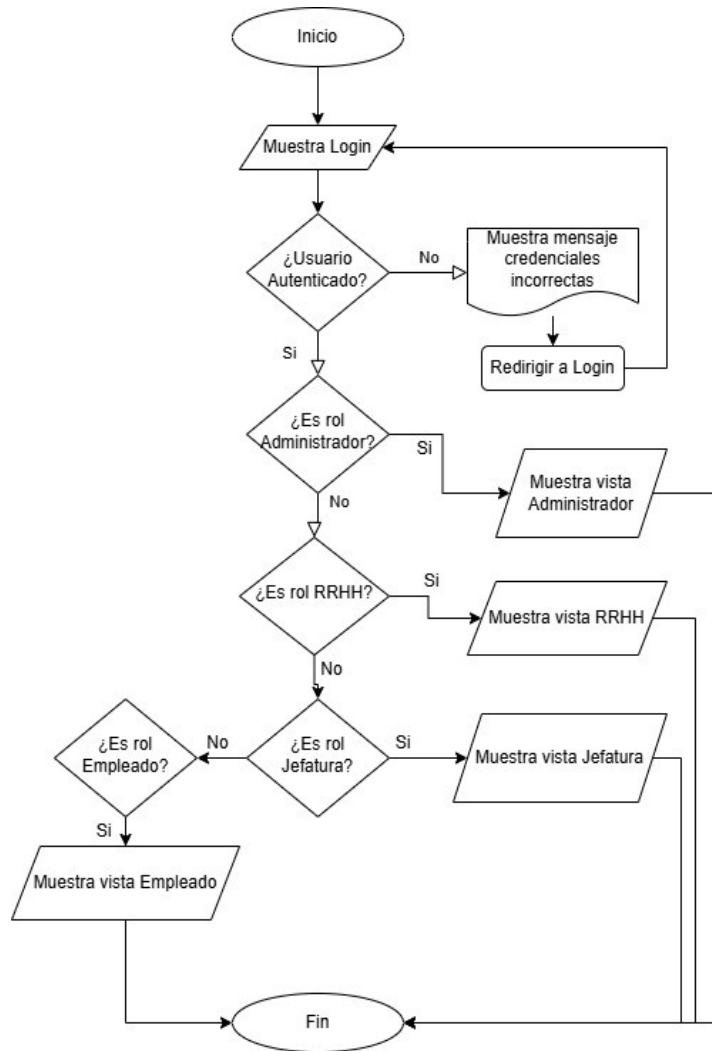 Inicio
Muestra Login
¿Usuario
Autenticado?
No
Muestra mensaje
credenciales
incorrectas
Redirigir a Login
Si
¿Es rol
Administrador?
Si
Muestra vista
Administrador
No
¿Es rol RRHH?
Si
Muestra vista RRHH
No
¿Es rol
Jefatura?
Si
Muestra vista Jefatura
No
¿Es rol
Empleado?
Si
Muestra vista Empleado
Fin